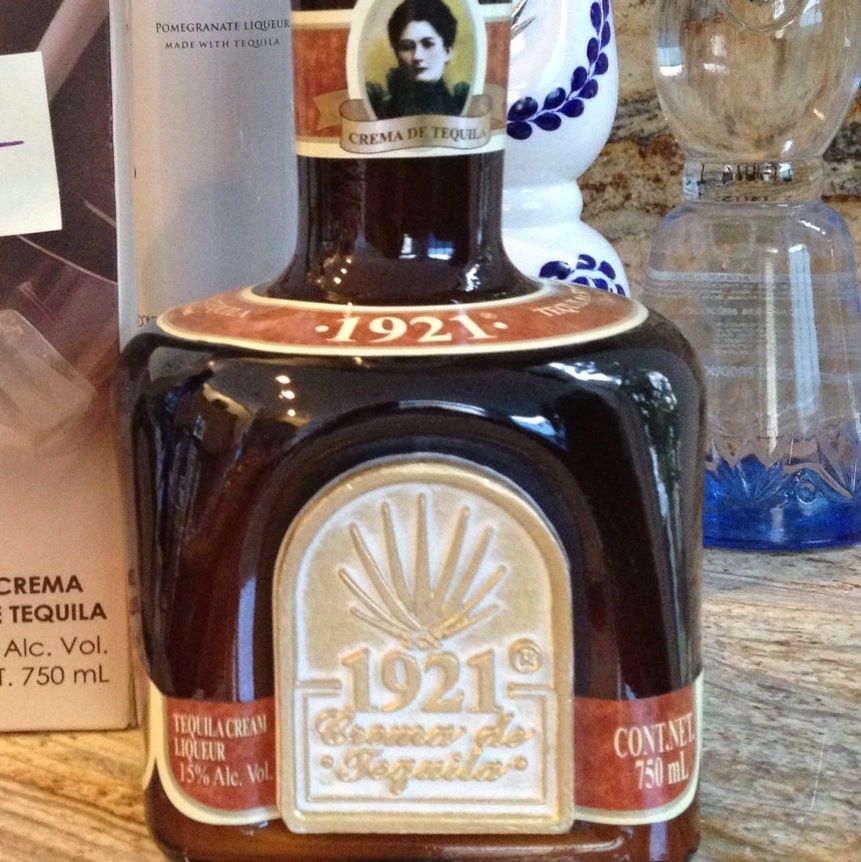 POMEGRANATE LIQUEUR
MADE WITH TEQUILA
CREMA DE TEQUILA
TEQUILA
·1921·
CREMA
E TEQUILA
Alc. Vol.
T. 750 mL
1921®
Crema de
·Tequila·
TEQUILA CREAM
LIQUEUR
15% Alc. Vol.
CONT.NET.
750 mL